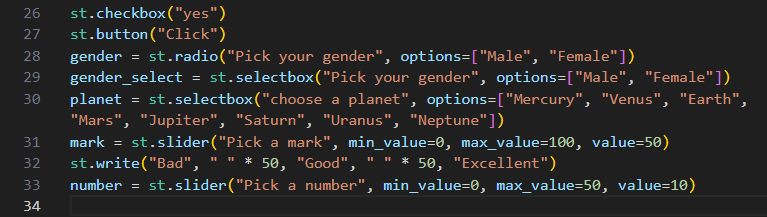 26 st.checkbox("yes")
27 st.button("Click")
28 gender = st.radio("Pick your gender", options=["Male", "Female"])
29 gender_select = st.selectbox("Pick your gender", options=["Male", "Female"])
30 planet = st.selectbox("choose a planet", options=["Mercury", "Venus", "Earth",
"Mars", "Jupiter", "Saturn", "Uranus", "Neptune"])
31 mark = st.slider("Pick a mark", min_value=0, max_value=100, value=50)
32 st.write("Bad", " " * 50, "Good", " " * 50, "Excellent")
33 number = st.slider("Pick a number", min_value=0, max_value=50, value=10)
34